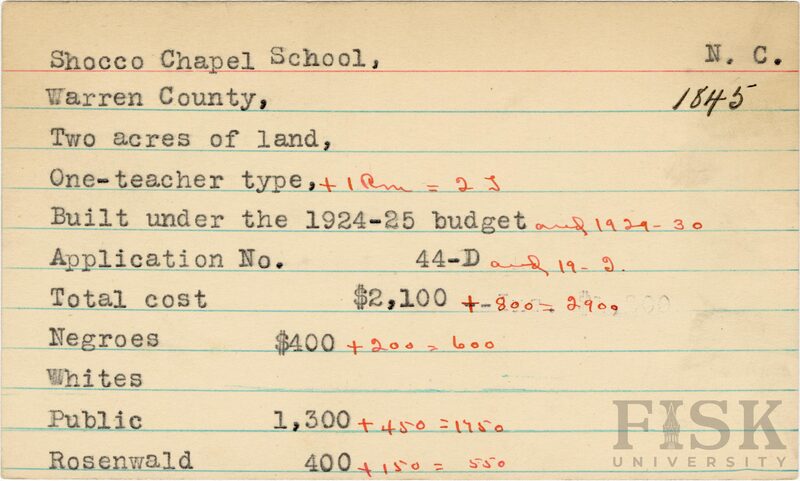 Shocco Chapel School, N. C.
Warren County, 1845
Two acres of land,
One-teacher type, + 1 Rm = 2 T
Built under the 1924-25 budget and 1929-30
Application No. 44-D and 19-I.
Total cost $2,100 + 800 = 2900
Negroes $400 + 200 = 600
Whites
Public 1,300 + 450 = 1750
Rosenwald 400 + 150 = 550
FISK
UNIVERSITY